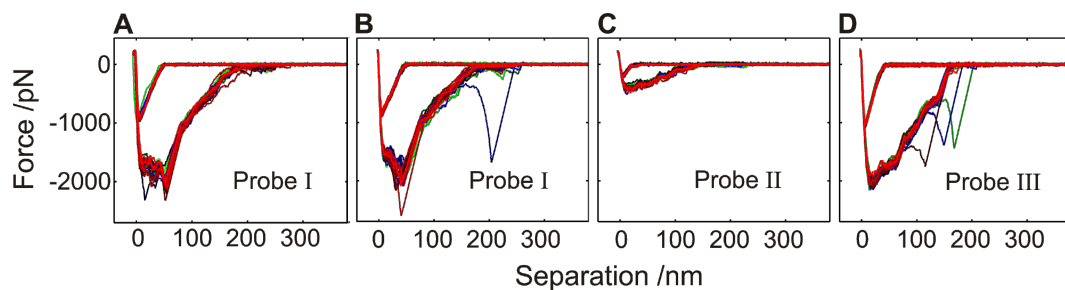 A B C D
Force /pN
0
-1000
-2000
Probe I Probe I Probe II Probe III
0 100 200 300 0 100 200 300 0 100 200 300 0 100 200 300
Separation /nm